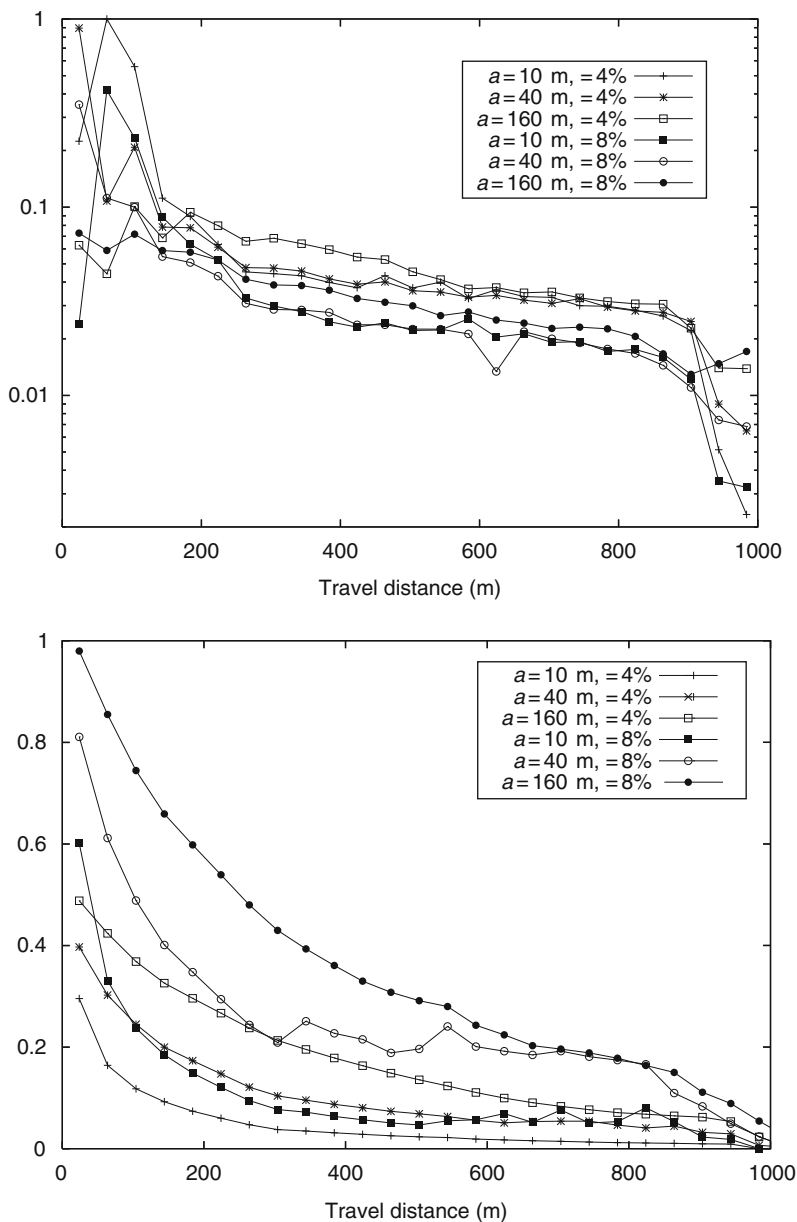 1
0.1
0.01
a=10 m, =4%
a=40 m, =4%
a=160 m, =4%
a=10 m, =8%
a=40 m, =8%
a=160 m, =8%
0 200 400 600 800 1000
Travel distance (m)
1
0.8
0.6
0.4
0.2
0
a=10 m, =4%
a=40 m, =4%
a=160 m, =4%
a=10 m, =8%
a=40 m, =8%
a=160 m, =8%
0 200 400 600 800 1000
Travel distance (m)